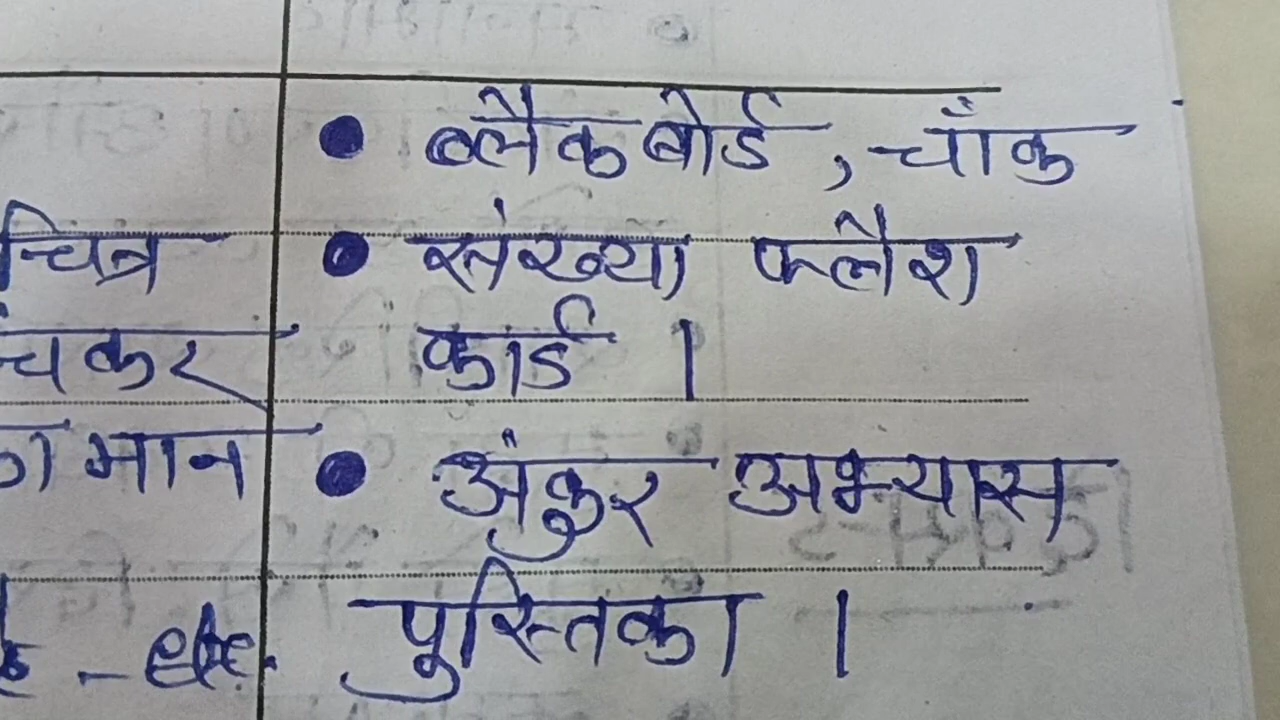 ब्लैकबोर्ड , चॉक
चित्र
संख्या फ्लैश
चकर
कार्ड ।
मान
अंकुर अभ्यास
पुस्तिका ।